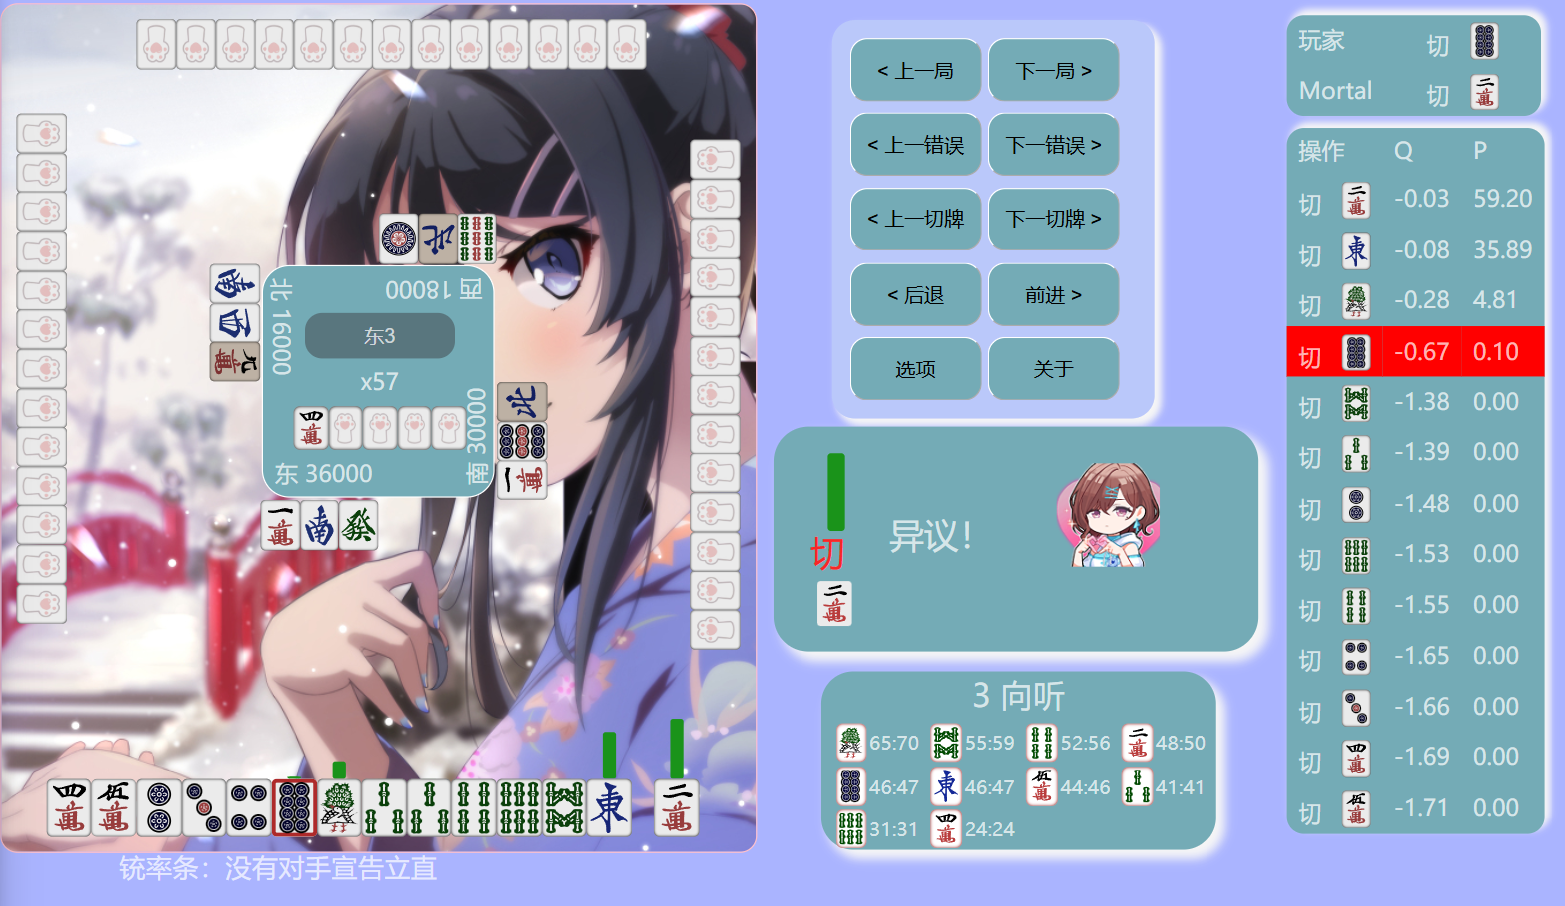 北 16000
西 18000
东3
x57
南 30000
东 36000
铳率条：没有对手宣告立直
< 上一局
下一局 >
< 上一错误
下一错误 >
< 上一切牌
下一切牌 >
< 后退
前进 >
选项
关于
切
异议！
3 向听
65:70
55:59
52:56
48:50
46:47
46:47
44:46
41:41
31:31
24:24
玩家 切
Mortal 切
操作 Q P
切 -0.03 59.20
切 -0.08 35.89
切 -0.28 4.81
切 -0.67 0.10
切 -1.38 0.00
切 -1.39 0.00
切 -1.48 0.00
切 -1.53 0.00
切 -1.55 0.00
切 -1.65 0.00
切 -1.66 0.00
切 -1.69 0.00
切 -1.71 0.00